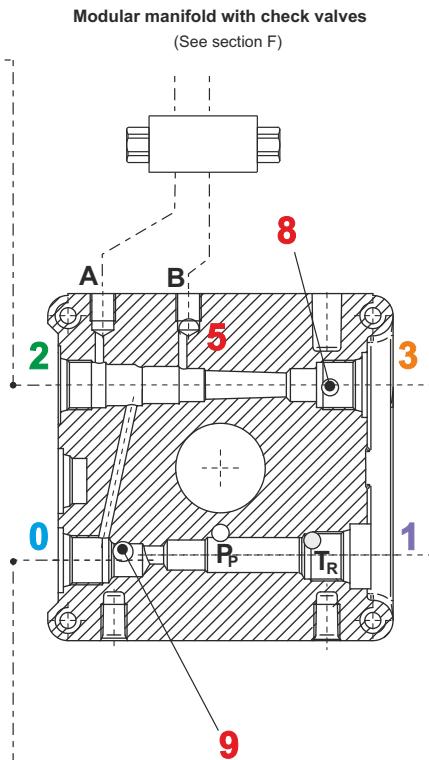 Modular manifold with check valves
(See section F)
8
A B
5
2 3
0 1
PP TR
9